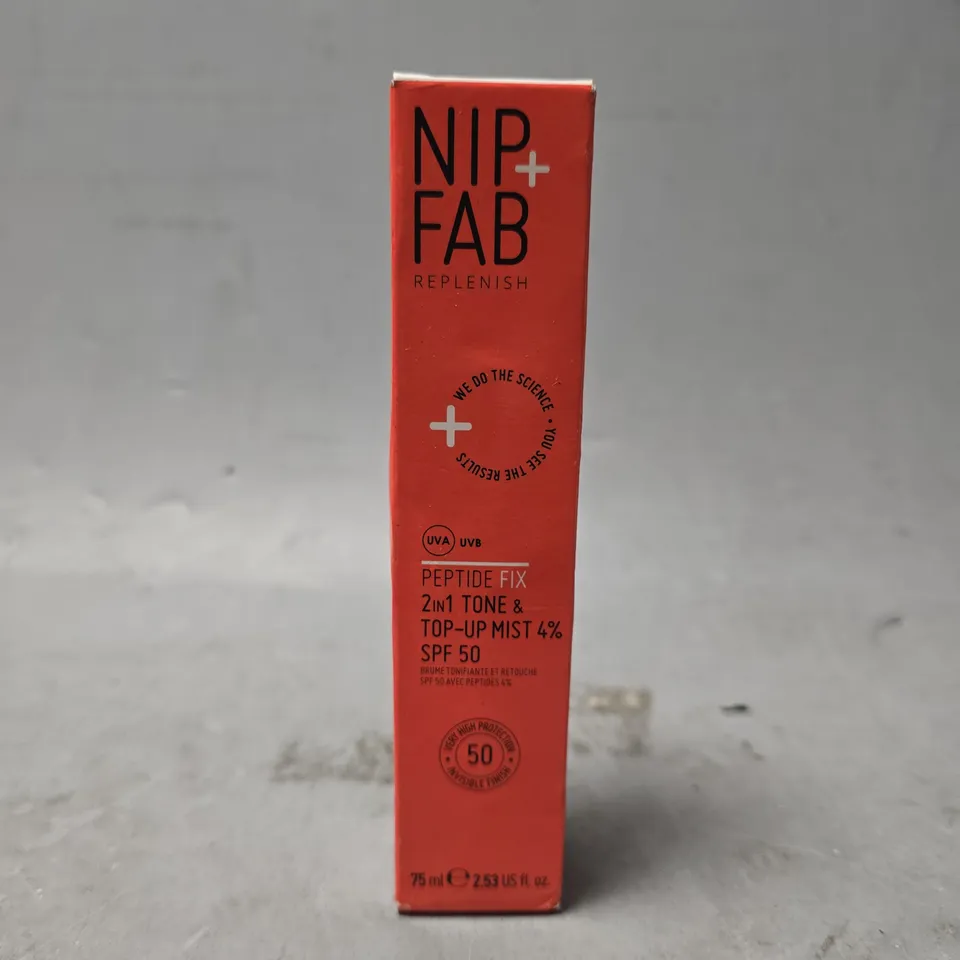 NIP+
FAB
REPLENISH
WE DO THE SCIENCE • YOU SEE THE RESULTS
UVA UVB
PEPTIDE FIX
2IN1 TONE &
TOP-UP MIST 4%
SPF 50
BRUME TONIFIANTE ET RETOUCHE
SPF 50 AVEC PEPTIDES 4%
VERY HIGH PROTECTION
50
• INVISIBLE FINISH •
75 ml ℮ 2.53 US fl. oz.